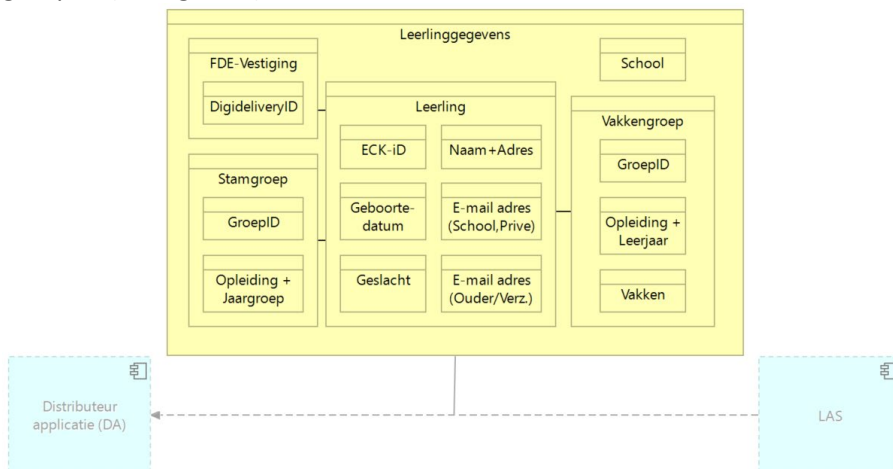 Leerlinggegevens
FDE-Vestiging
DigideliveryID
Stamgroep
GroepID
Opleiding +
Jaargroep
Leerling
ECK-iD
Naam+Adres
Geboorte-
datum
E-mail adres
(School,Prive)
Geslacht
E-mail adres
(Ouder/Verz.)
School
Vakkengroep
GroepID
Opleiding +
Leerjaar
Vakken
Distributeur
applicatie (DA)
LAS